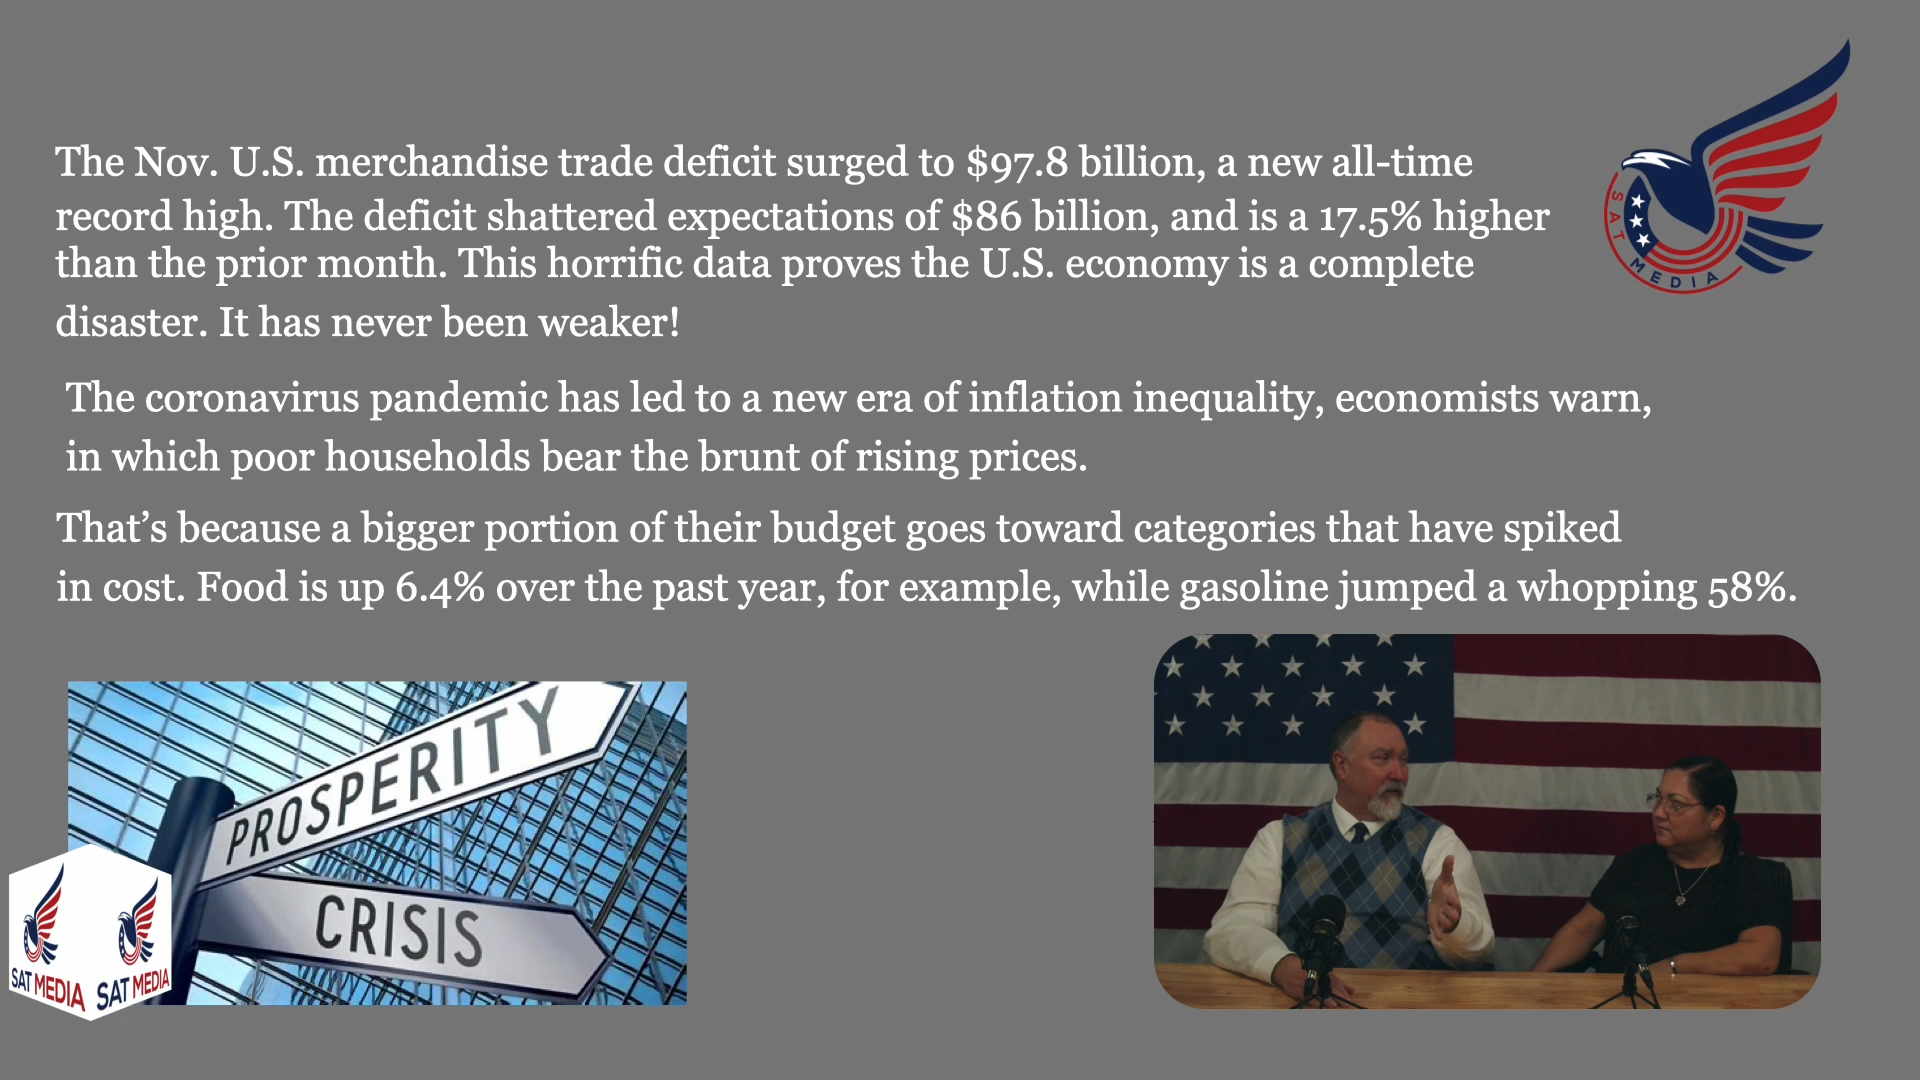 The Nov. U.S. merchandise trade deficit surged to $97.8 billion, a new all-time
record high. The deficit shattered expectations of $86 billion, and is a 17.5% higher
than the prior month. This horrific data proves the U.S. economy is a complete
disaster. It has never been weaker!
SAT MEDIA
The coronavirus pandemic has led to a new era of inflation inequality, economists warn,
in which poor households bear the brunt of rising prices.
That’s because a bigger portion of their budget goes toward categories that have spiked
in cost. Food is up 6.4% over the past year, for example, while gasoline jumped a whopping 58%.
PROSPERITY
CRISIS
SAT MEDIA
SAT MEDIA